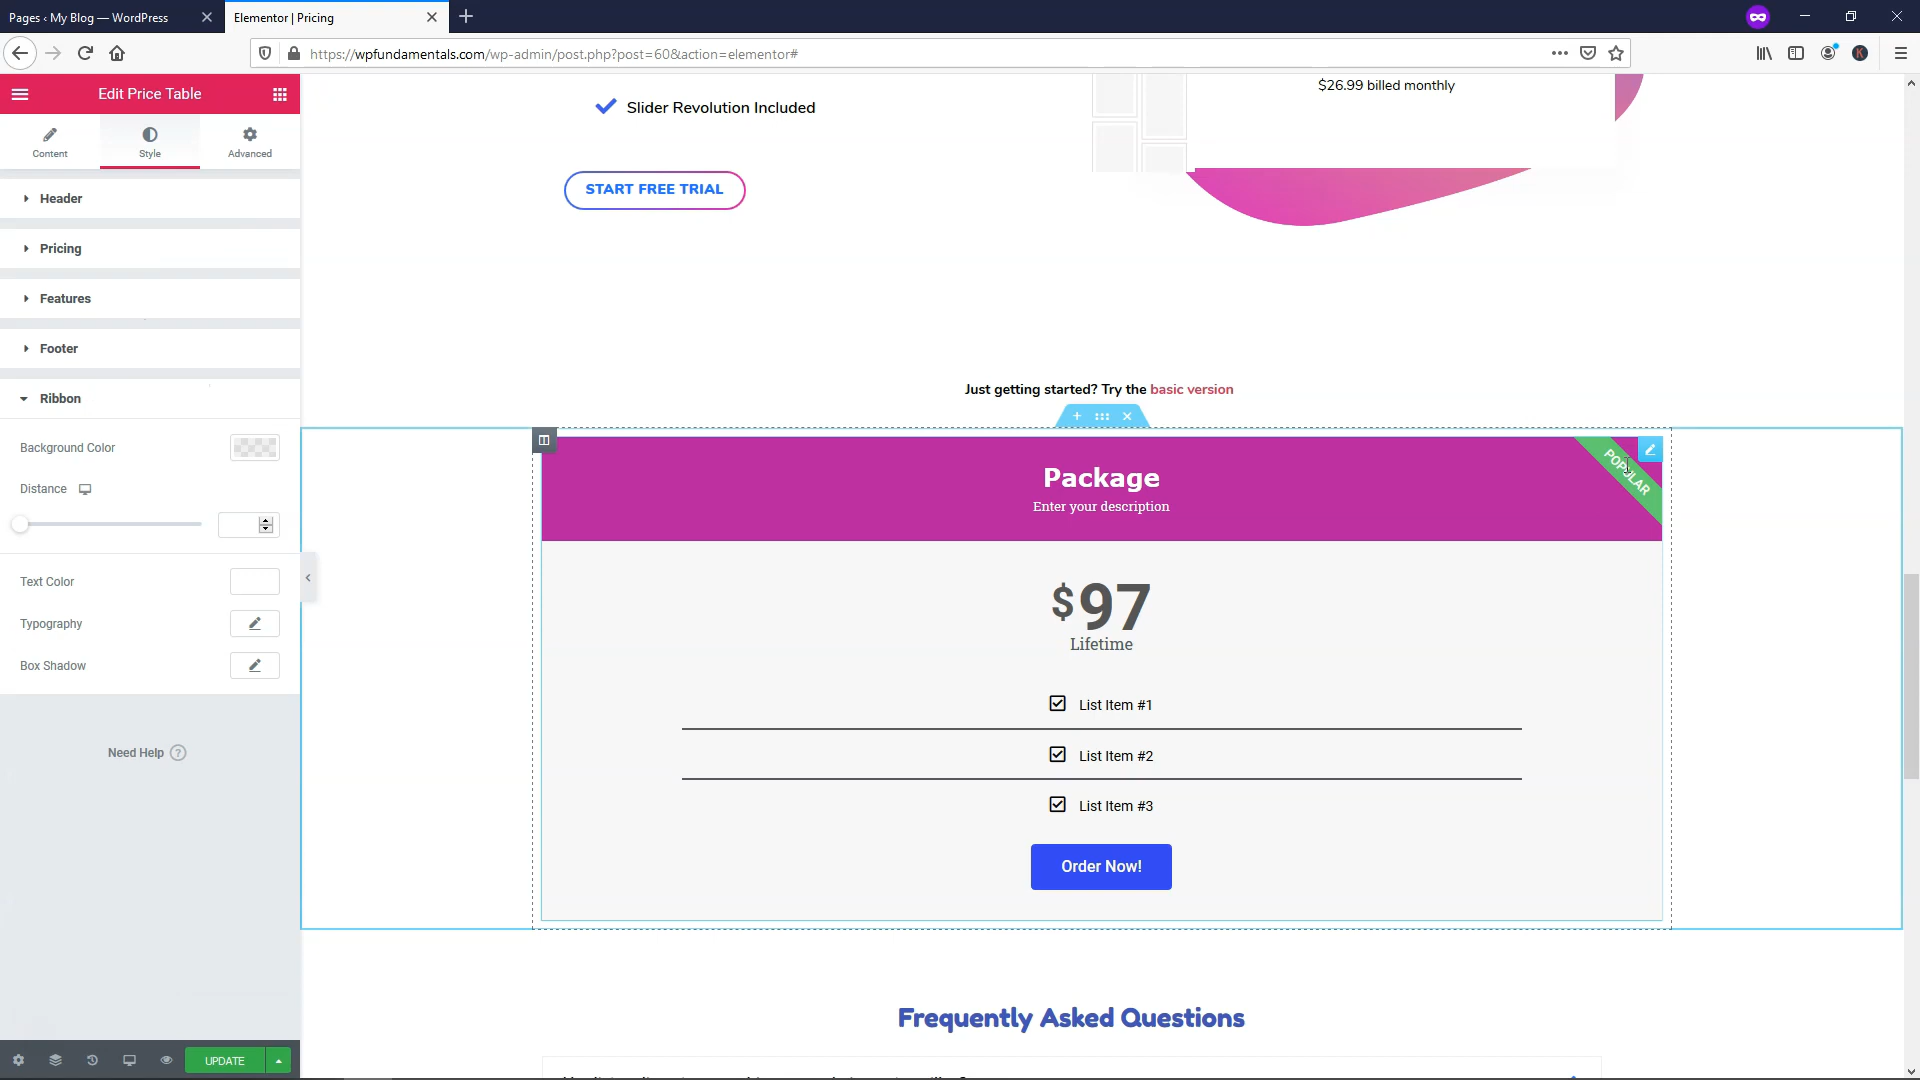 Pages ‹ My Blog — WordPress
Elementor | Pricing
https://wpfundamentals.com/wp-admin/post.php?post=60&action=elementor#
Edit Price Table
Content
Style
Advanced
Header
Pricing
Features
Footer
Ribbon
Background Color
Distance
Text Color
Typography
Box Shadow
Need Help
UPDATE
Slider Revolution Included
START FREE TRIAL
$26.99 billed monthly
Just getting started? Try the basic version
POPULAR
Package
Enter your description
$97
Lifetime
List Item #1
List Item #2
List Item #3
Order Now!
Frequently Asked Questions